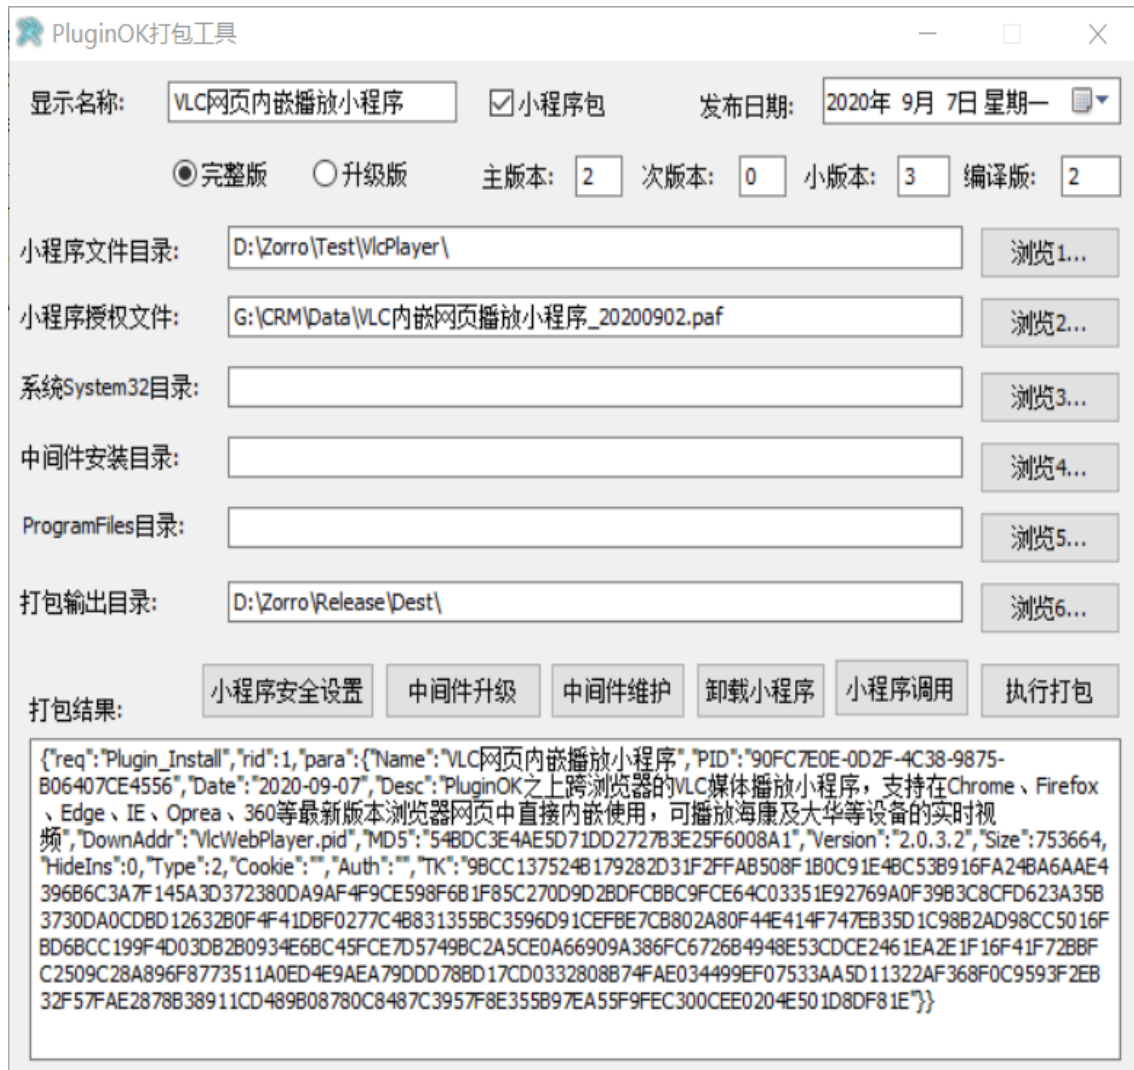 PluginOK打包工具
显示名称: VLC网页内嵌播放小程序 小程序包 发布日期: 2020年 9月 7日 星期一
完整版 升级版 主版本: 2 次版本: 0 小版本: 3 编译版: 2
小程序文件目录: D:\Zorro\Test\VlcPlayer\ 浏览1...
小程序授权文件: G:\CRM\Data\VLC内嵌网页播放小程序_20200902.paf 浏览2...
系统System32目录: 浏览3...
中间件安装目录: 浏览4...
ProgramFiles目录: 浏览5...
打包输出目录: D:\Zorro\Release\Dest\ 浏览6...
打包结果: 小程序安全设置 中间件升级 中间件维护 卸载小程序 小程序调用 执行打包
{"req":"Plugin_Install","rid":1,"para":{"Name":"VLC网页内嵌播放小程序","PID":"90FC7E0E-0D2F-4C38-9875-
B06407CE4556","Date":"2020-09-07","Desc":"PluginOK之上跨浏览器的VLC媒体播放小程序，支持在Chrome、Firefox
、Edge、IE、Oprea、360等最新版本浏览器网页中直接内嵌使用，可播放海康及大华等设备的实时视
频","DownAddr":"VlcWebPlayer.pid","MD5":"54BDC3E4AE5D71DD2727B3E25F6008A1","Version":"2.0.3.2","Size":753664,
"HideIns":0,"Type":2,"Cookie":"","Auth":"","TK":"9BCC137524B179282D31F2FFAB508F1B0C91E4BC53B916FA24BA6AAE4
396B6C3A7F145A3D372380DA9AF4F9CE598F6B1F85C270D9D2BDFCBBC9FCE64C03351E92769A0F39B3C8CFD623A35B
3730DA0CDBD12632B0F4F41DBF0277C4B831355BC3596D91CEFBE7CB802A80F44E414F747EB35D1C98B2AD98CC5016F
BD6BCC199F4D03DB2B0934E6BC45FCE7D5749BC2A5CE0A66909A386FC6726B4948E53CDCE2461EA2E1F16F41F72BBF
C2509C28A896F8773511A0ED4E9AEA79DDD78BD17CD0332808B74FAE034499EF07533AA5D11322AF368F0C9593F2EB
32F57FAE2878B38911CD489B08780C8487C3957F8E355B97EA55F9FEC300CEE0204E501D8DF81E"}}